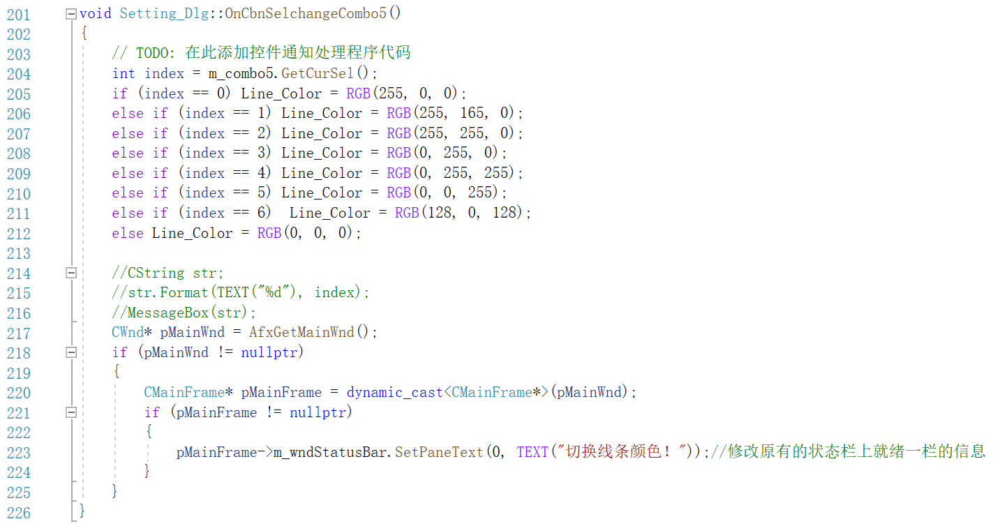 201 void Setting_Dlg::OnCbnSelchangeCombo5()
202 {
203 // TODO: 在此添加控件通知处理程序代码
204 int index = m_combo5.GetCurSel();
205 if (index == 0) Line_Color = RGB(255, 0, 0);
206 else if (index == 1) Line_Color = RGB(255, 165, 0);
207 else if (index == 2) Line_Color = RGB(255, 255, 0);
208 else if (index == 3) Line_Color = RGB(0, 255, 0);
209 else if (index == 4) Line_Color = RGB(0, 255, 255);
210 else if (index == 5) Line_Color = RGB(0, 0, 255);
211 else if (index == 6)  Line_Color = RGB(128, 0, 128);
212 else Line_Color = RGB(0, 0, 0);
213
214 //CString str;
215 //str.Format(TEXT("%d"), index);
216 //MessageBox(str);
217 CWnd* pMainWnd = AfxGetMainWnd();
218 if (pMainWnd != nullptr)
219 {
220 CMainFrame* pMainFrame = dynamic_cast<CMainFrame*>(pMainWnd);
221 if (pMainFrame != nullptr)
222 {
223 pMainFrame->m_wndStatusBar.SetPaneText(0, TEXT("切换线条颜色！"));//修改原有的状态栏上就绪一栏的信息
224 }
225 }
226 }